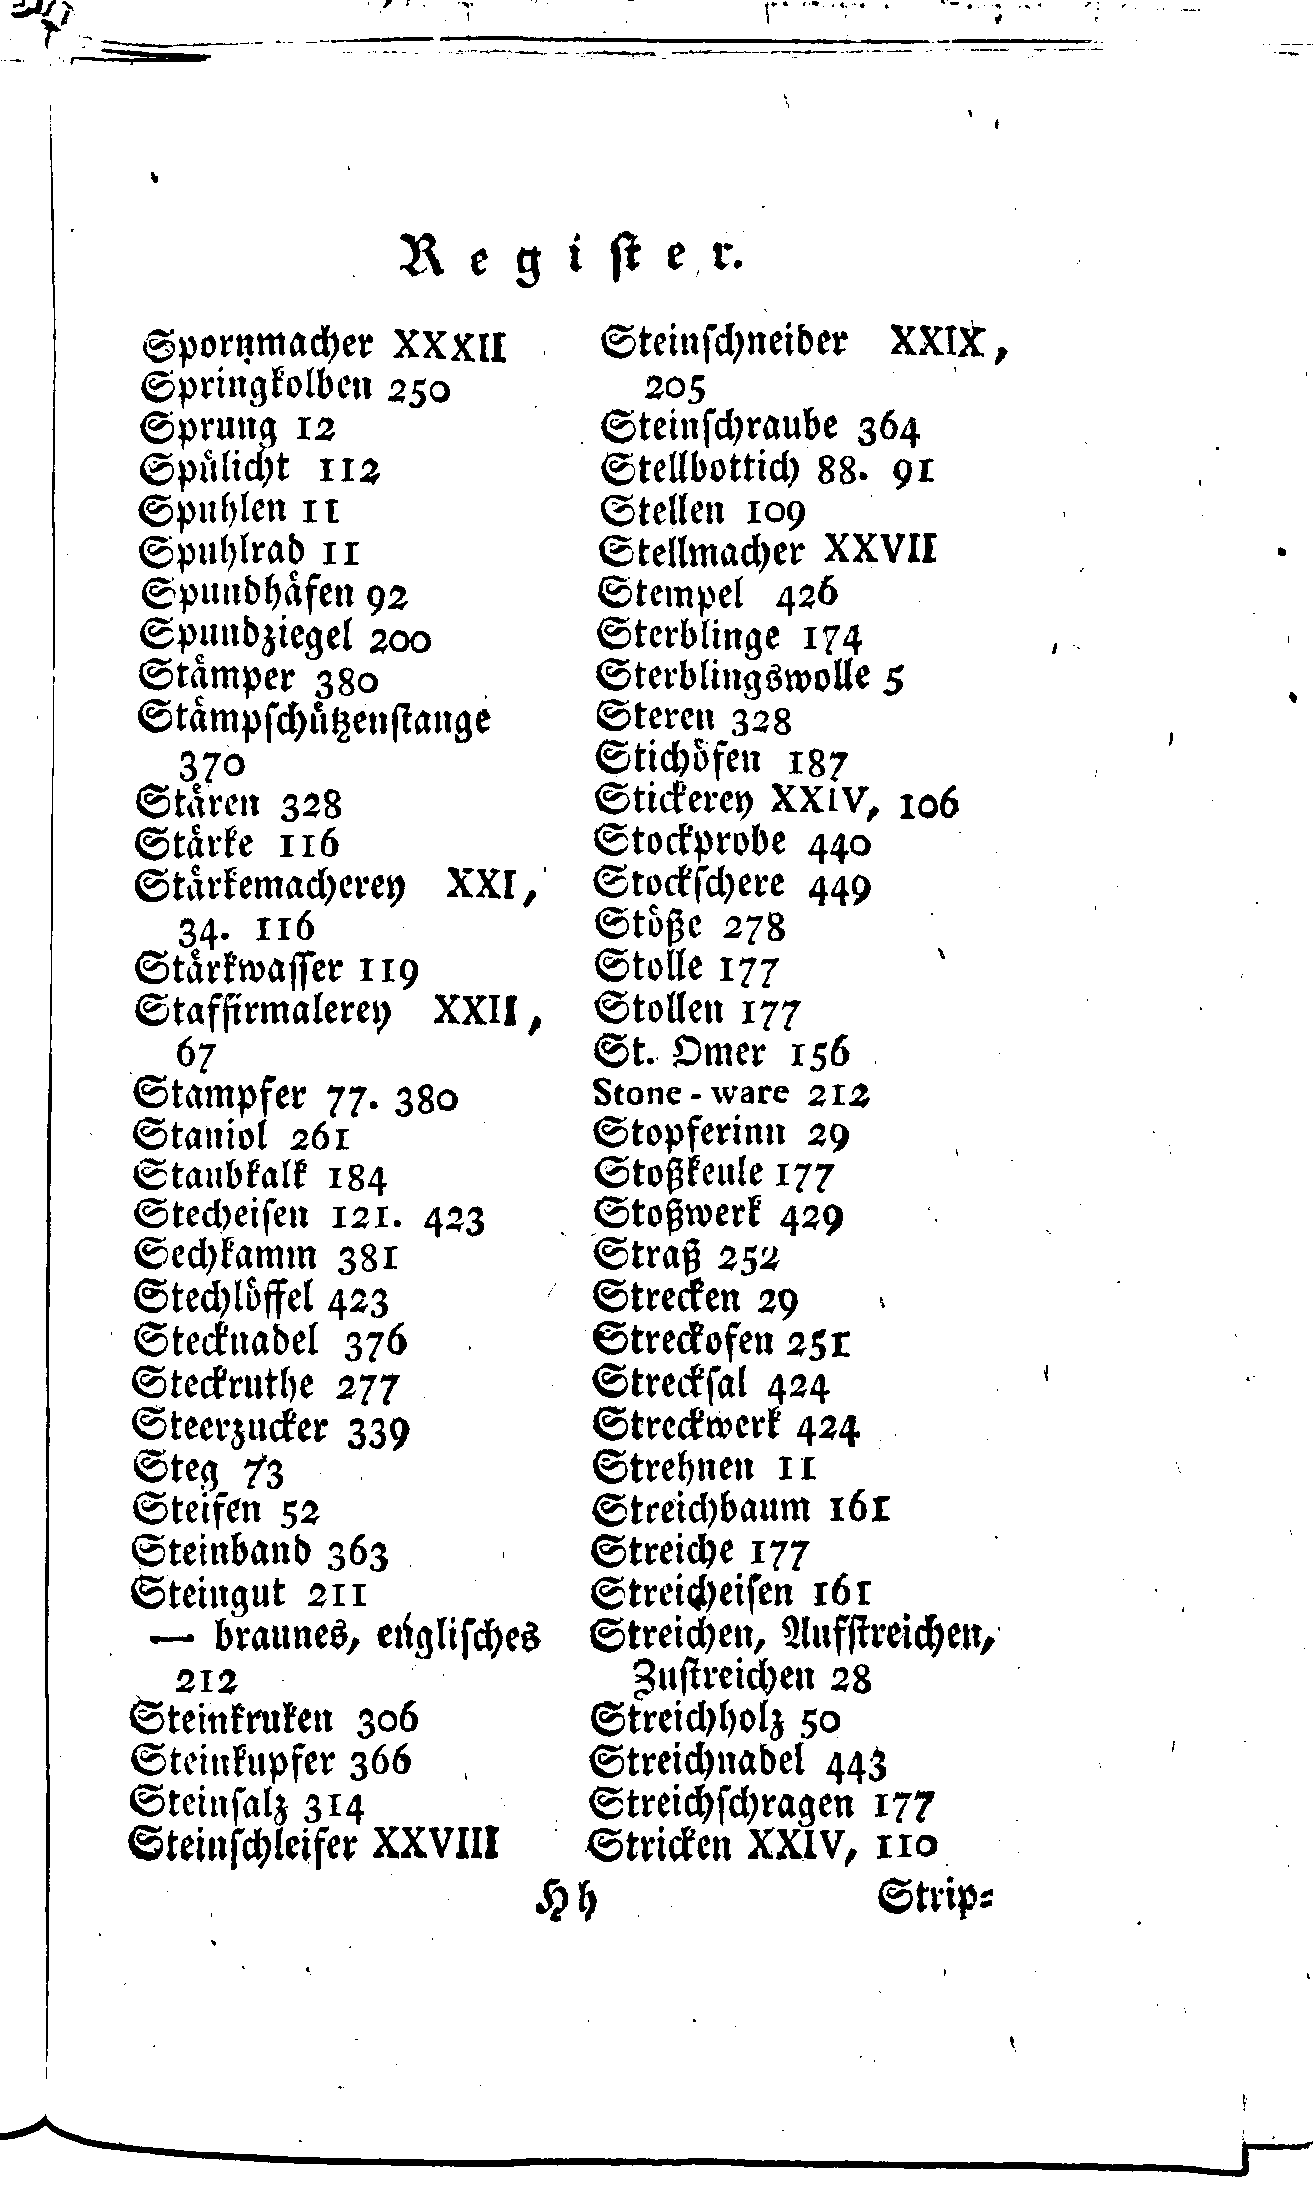 Register.
Spornmacher XXXII
Springkolben 250
Sprung 12
Spülicht 112
Spuhlen 11
Spuhlrad 11
Spundhäfen 92
Spundziegel 200
Stämper 380
Stämpschützenstange
370
Stären 328
Stärke 116
Stärkemacherey XXI,
34. 116
Stärkwasser 119
Staffirmalerey XXII,
67
Stampfer 77. 380
Staniol 261
Staubkalk 184
Stecheisen 121. 423
Sechkamm 381
Stechlöffel 423
Stecknadel 376
Steckruthe 277
Steerzucker 339
Steg 73
Steifen 52
Steinband 363
Steingut 211
— braunes, englisches
212
Steinkruken 306
Steinkupfer 366
Steinsalz 314
Steinschleifer XXVIII
Steinschneider XXIX,
205
Steinschraube 364
Stellbottich 88. 91
Stellen 109
Stellmacher XXVII
Stempel 426
Sterblinge 174
Sterblingswolle 5
Steren 328
Stichöfen 187
Stickerey XXIV, 106
Stockprobe 440
Stockschere 449
Stöße 278
Stolle 177
Stollen 177
St. Omer 156
Stone-ware 212
Stopferinn 29
Stoßkeule 177
Stoßwerk 429
Straß 252
Strecken 29
Streckofen 251
Strecksal 424
Streckwerk 424
Strehnen 11
Streichbaum 161
Streiche 177
Streicheisen 161
Streichen, Aufstreichen,
Zustreichen 28
Streichholz 50
Streichnadel 443
Streichschragen 177
Stricken XXIV, 110
Hh
Strip=